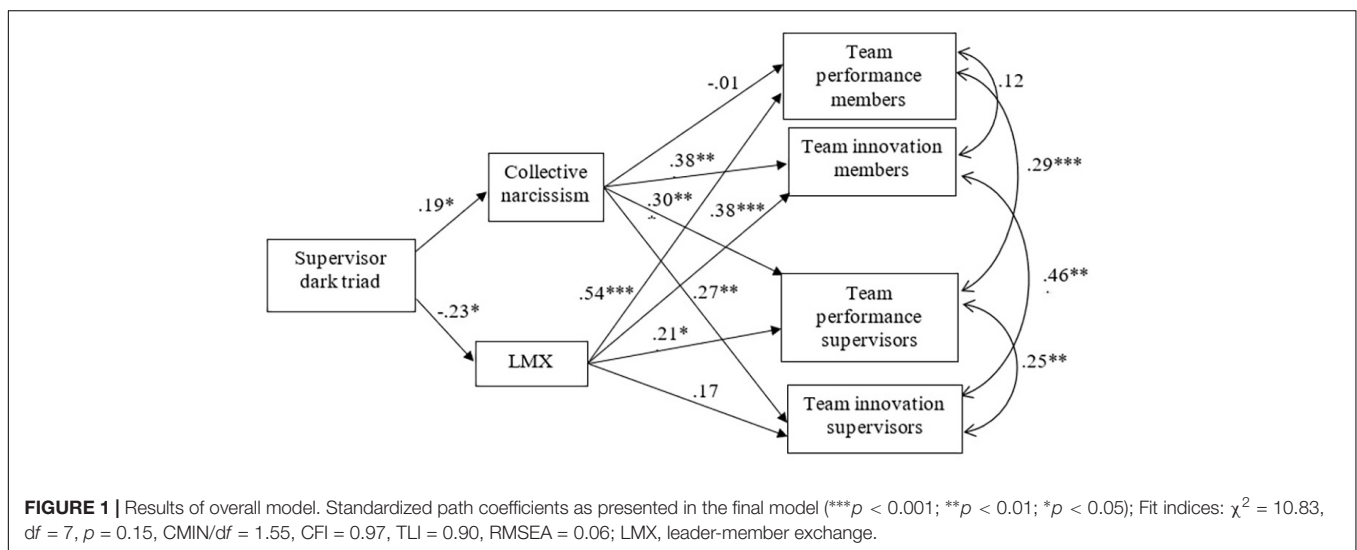 Team
performance
members
-.01
.12
Team innovation
members
.38**
Collective
narcissism
.29***
.19*
.30**
.38***
Supervisor
dark triad
.46**
.54***
.27**
Team
performance
supervisors
-.23*
.21*
LMX
.25**
.17
Team innovation
supervisors
FIGURE 1 | Results of overall model. Standardized path coefficients as presented in the final model (***p < 0.001; **p < 0.01; *p < 0.05); Fit indices: χ² = 10.83,
df = 7, p = 0.15, CMIN/df = 1.55, CFI = 0.97, TLI = 0.90, RMSEA = 0.06; LMX, leader-member exchange.